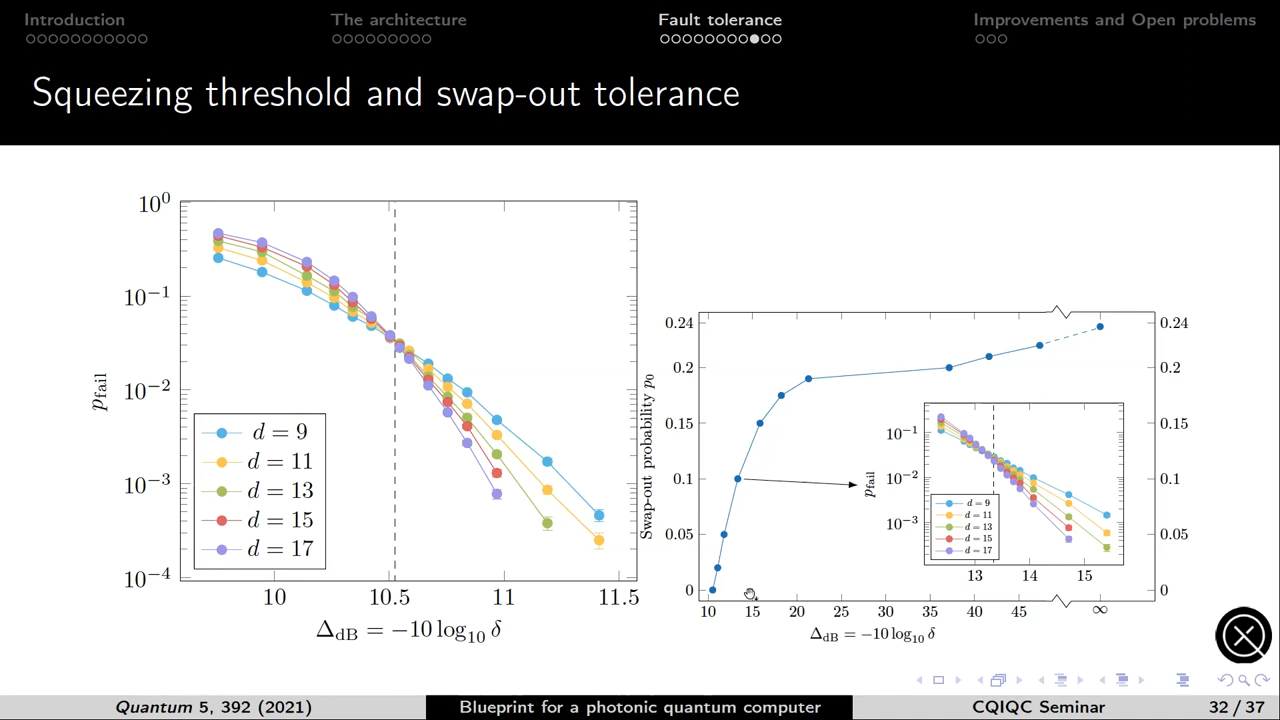 Introduction The architecture Fault tolerance Improvements and Open problems
Squeezing threshold and swap-out tolerance
10^0
10^−1
10^−2
10^−3
10^−4
p_fail
d = 9
d = 11
d = 13
d = 15
d = 17
10 10.5 11 11.5
Δ_dB = −10 log_10 δ
Swap-out probability p_0
0.24
0.2
0.15
0.1
0.05
0
0.24
0.2
0.15
0.1
0.05
0
10 15 20 25 30 35 40 45 ∞
Δ_dB = −10 log_10 δ
p_fail
10^−1
10^−2
10^−3
d = 9
d = 11
d = 13
d = 15
d = 17
13 14 15
Quantum 5, 392 (2021) Blueprint for a photonic quantum computer CQIQC Seminar 32 / 37